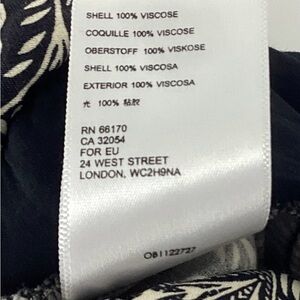 SHELL 100% VISCOSE
COQUILLE 100% VISCOSE
OBERSTOFF 100% VISKOSE
SHELL 100% VISCOSA
EXTERIOR 100% VISCOSA
100% 粘胶
RN 66170
CA 32054
FOR EU
24 WEST STREET
LONDON, WC2H9NA
OB1122727